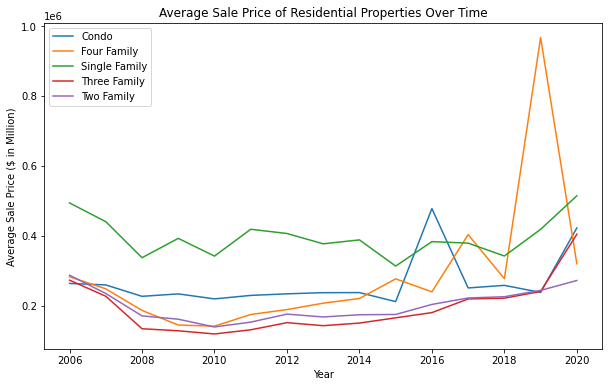 Average Sale Price of Residential Properties Over Time
1e6
1.0
0.8
0.6
0.4
0.2
Average Sale Price ($ in Million)
Condo
Four Family
Single Family
Three Family
Two Family
2006 2008 2010 2012 2014 2016 2018 2020
Year